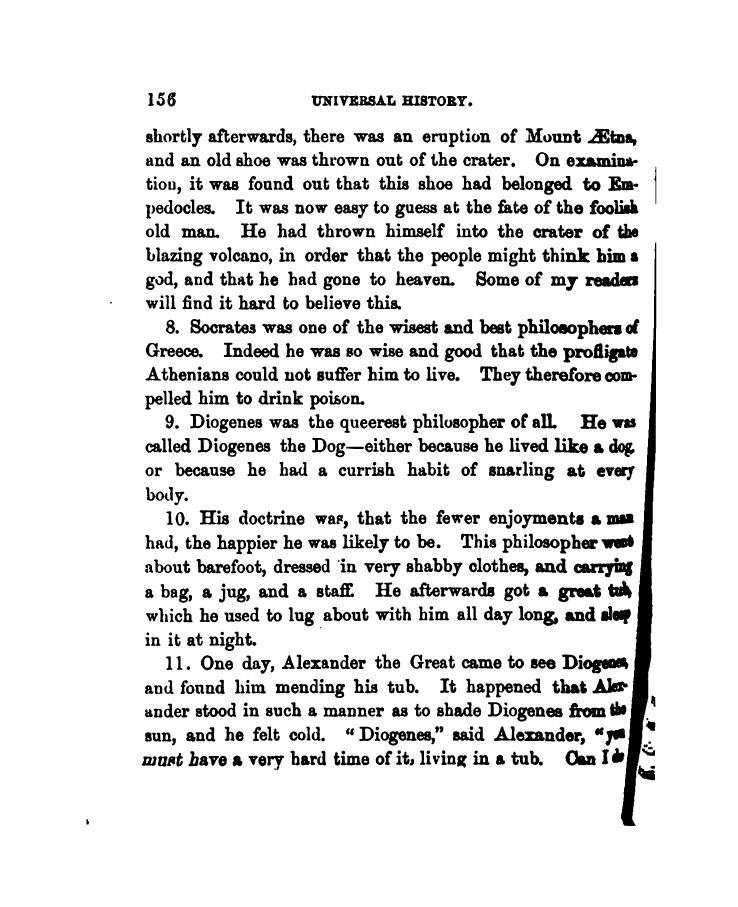 156 UNIVERSAL HISTORY.
shortly afterwards, there was an eruption of Mount Ætna,
and an old shoe was thrown out of the crater. On examina-
tion, it was found out that this shoe had belonged to Em-
pedocles. It was now easy to guess at the fate of the foolish
old man. He had thrown himself into the crater of the
blazing volcano, in order that the people might think him a
god, and that he had gone to heaven. Some of my readers
will find it hard to believe this.
8. Socrates was one of the wisest and best philosophers of
Greece. Indeed he was so wise and good that the profligate
Athenians could not suffer him to live. They therefore com-
pelled him to drink poison.
9. Diogenes was the queerest philosopher of all. He was
called Diogenes the Dog—either because he lived like a dog,
or because he had a currish habit of snarling at every
body.
10. His doctrine was, that the fewer enjoyments a man
had, the happier he was likely to be. This philosopher went
about barefoot, dressed in very shabby clothes, and carrying
a bag, a jug, and a staff. He afterwards got a great tub,
which he used to lug about with him all day long, and sleep
in it at night.
11. One day, Alexander the Great came to see Diogenes,
and found him mending his tub. It happened that Alex-
ander stood in such a manner as to shade Diogenes from the
sun, and he felt cold. "Diogenes," said Alexander, "you
must have a very hard time of it, living in a tub. Can I do